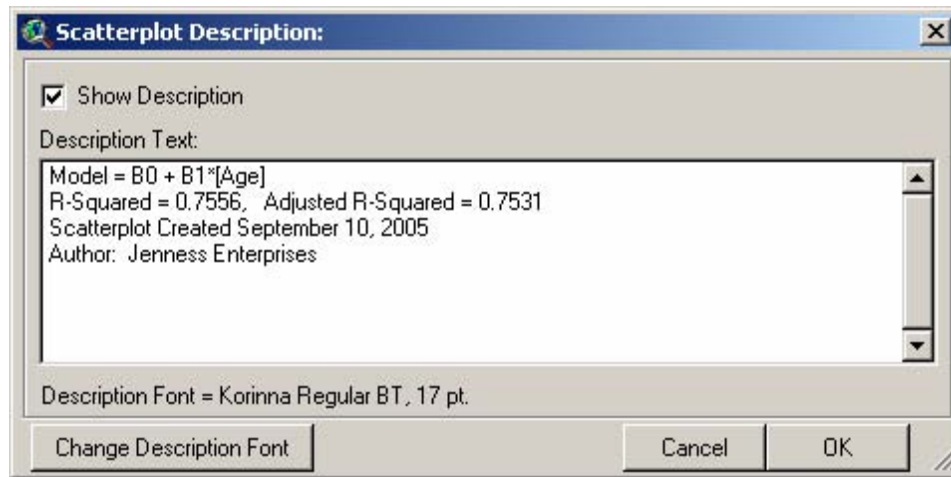 Scatterplot Description:
Show Description
Description Text:
Model = B0 + B1*[Age]
R-Squared = 0.7556,   Adjusted R-Squared = 0.7531
Scatterplot Created September 10, 2005
Author:  Jenness Enterprises
Description Font = Korinna Regular BT, 17 pt.
Change Description Font
Cancel
OK